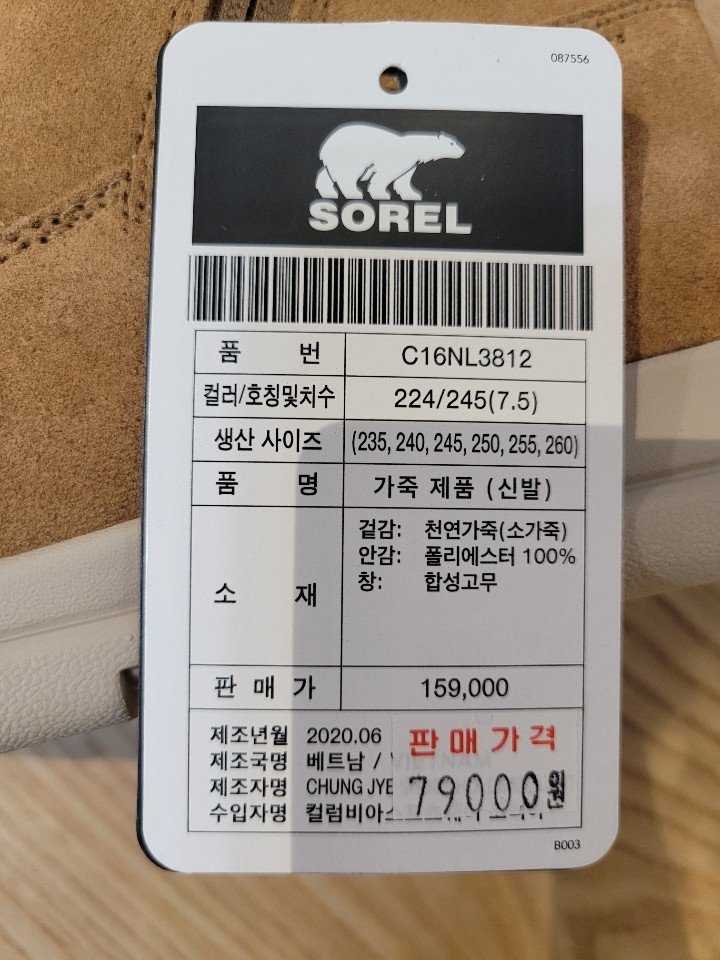 087556
SOREL
품 번 C16NL3812
컬러/호칭및치수 224/245(7.5)
생산 사이즈 (235, 240, 245, 250, 255, 260)
품 명 가죽 제품 (신발)
소 재 겉감: 천연가죽(소가죽)
안감: 폴리에스터 100%
창: 합성고무
판 매 가 159,000
제조년월 2020.06
제조국명 베트남 / VIETNAM
제조자명 CHUNG JYE
수입자명
판매가격
79000원
B003